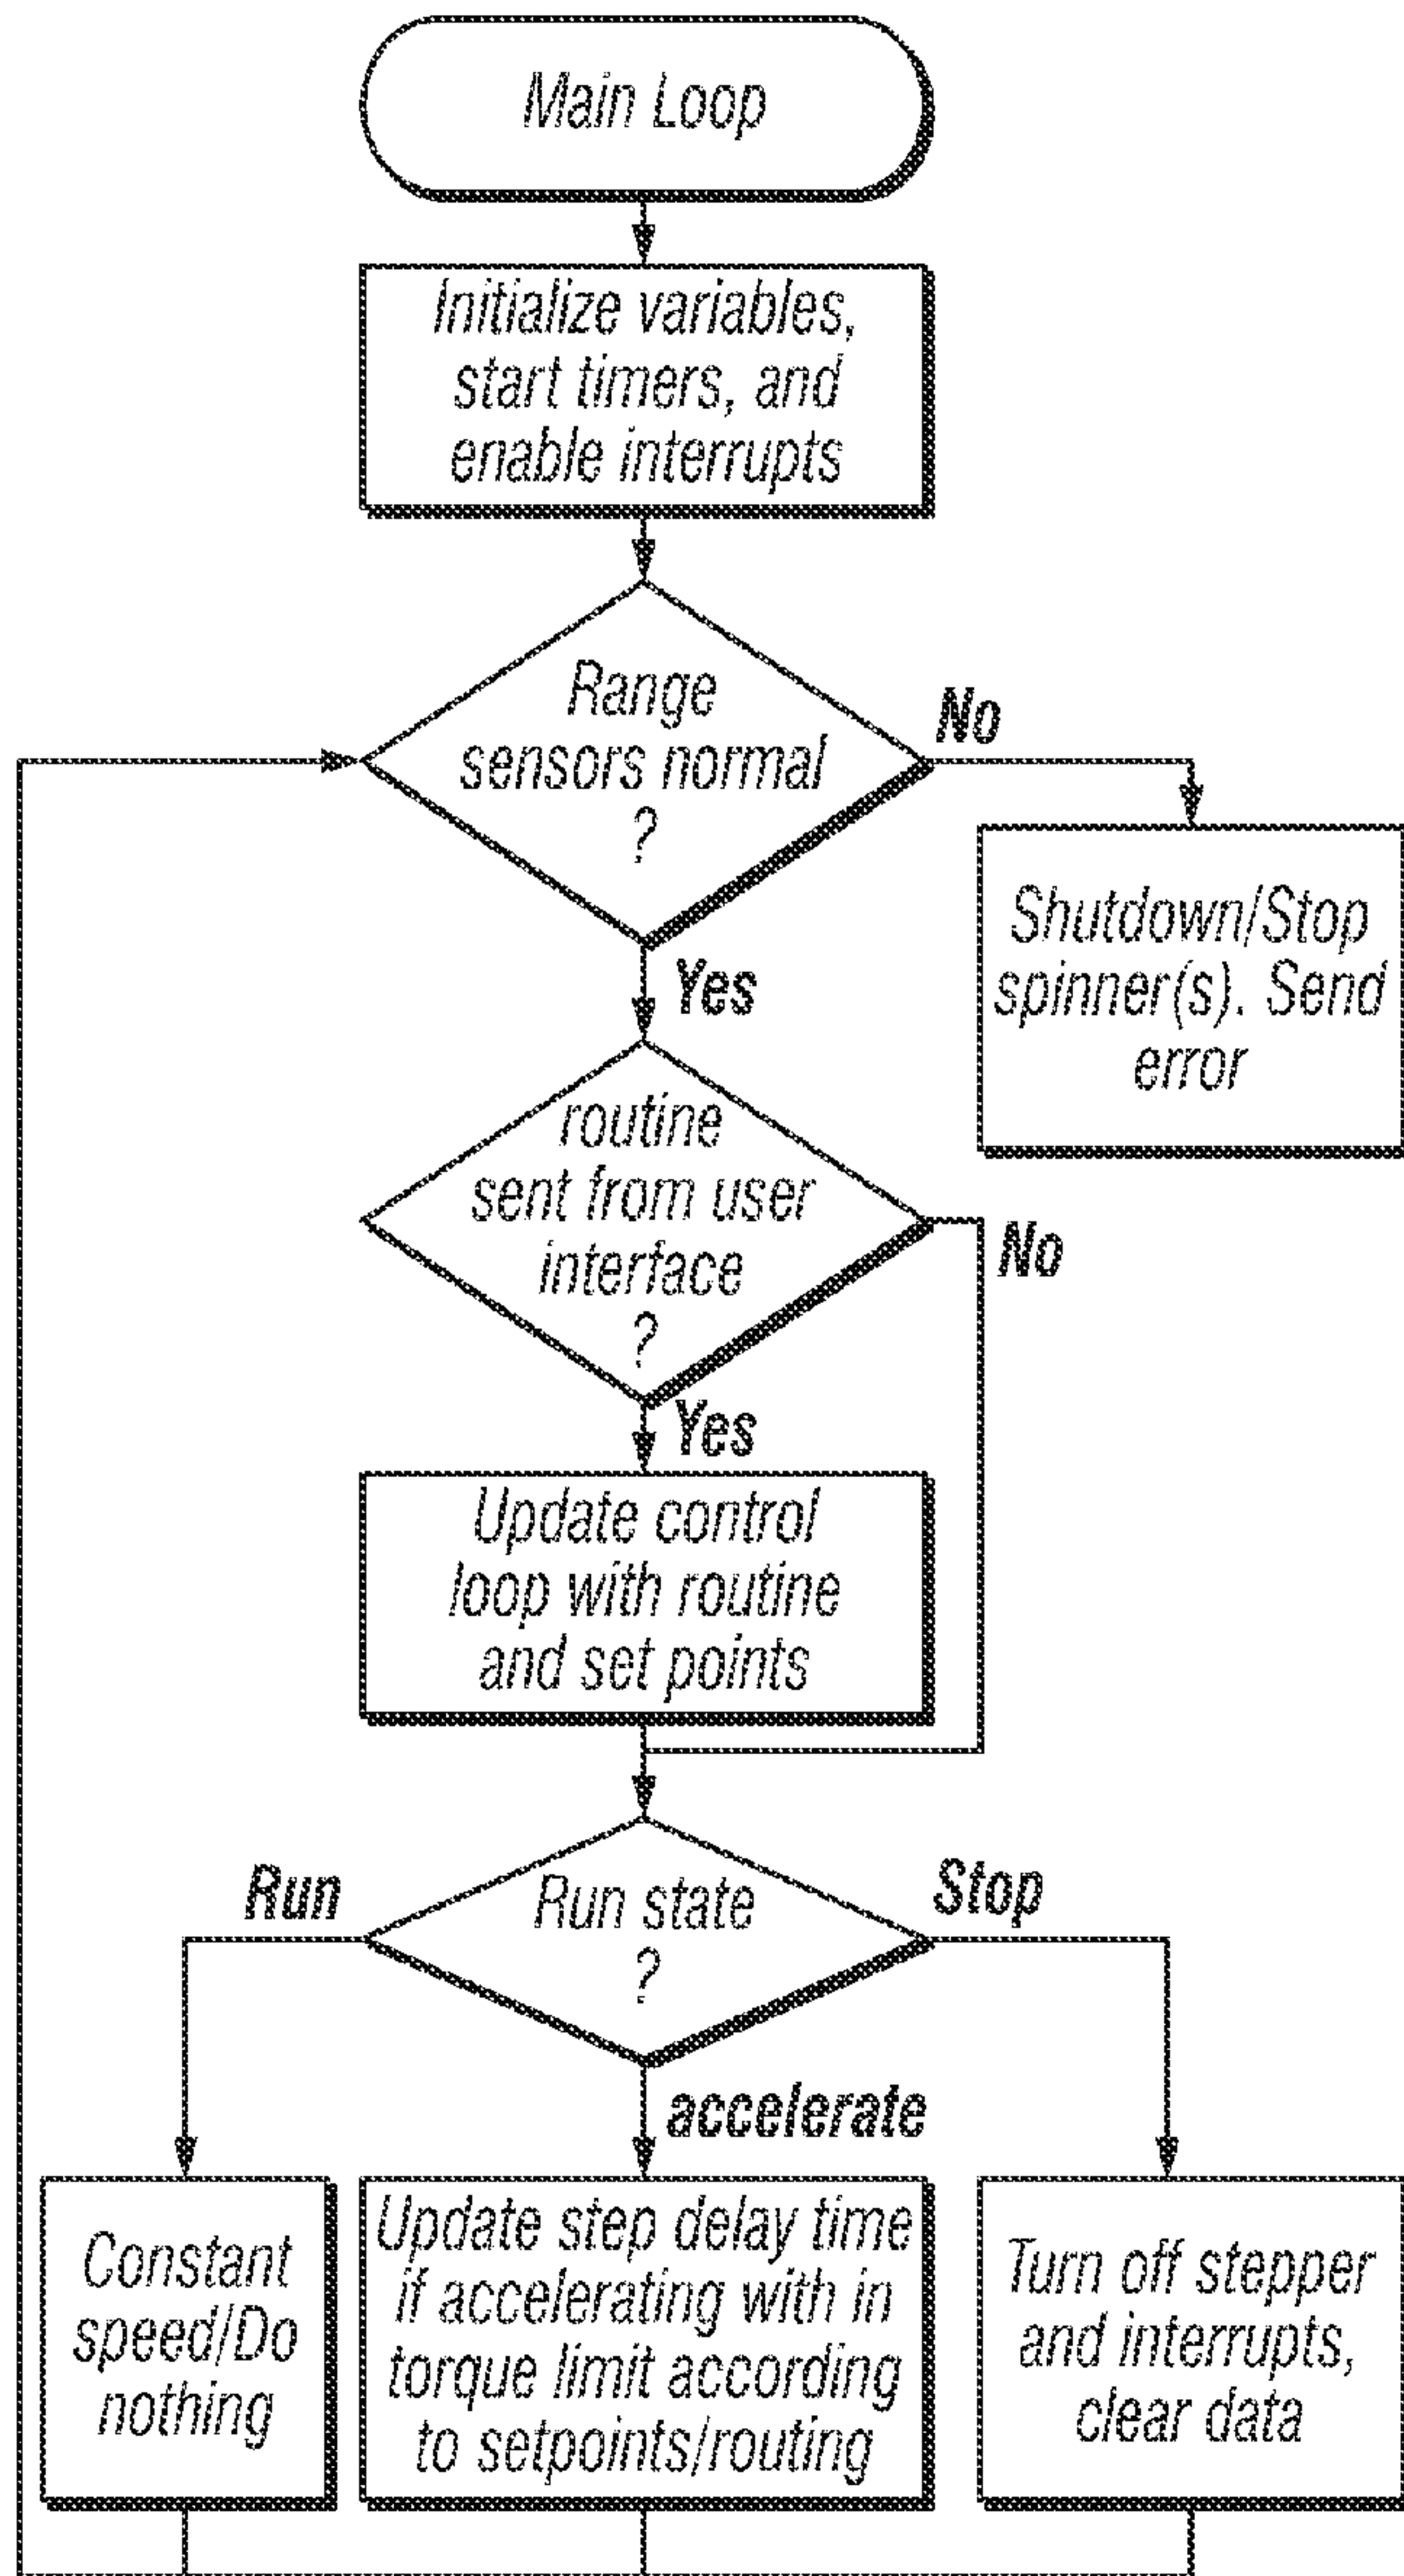 Main Loop
Initialize variables,
start timers, and
enable interrupts
Range
sensors normal
?
No
Shutdown/Stop
spinner(s). Send
error
Yes
routine
sent from user
interface
?
No
Yes
Update control
loop with routine
and set points
Run state
?
Run
Stop
accelerate
Constant
speed/Do
nothing
Update step delay time
if accelerating with in
torque limit according
to setpoints/routing
Turn off stepper
and interrupts,
clear data